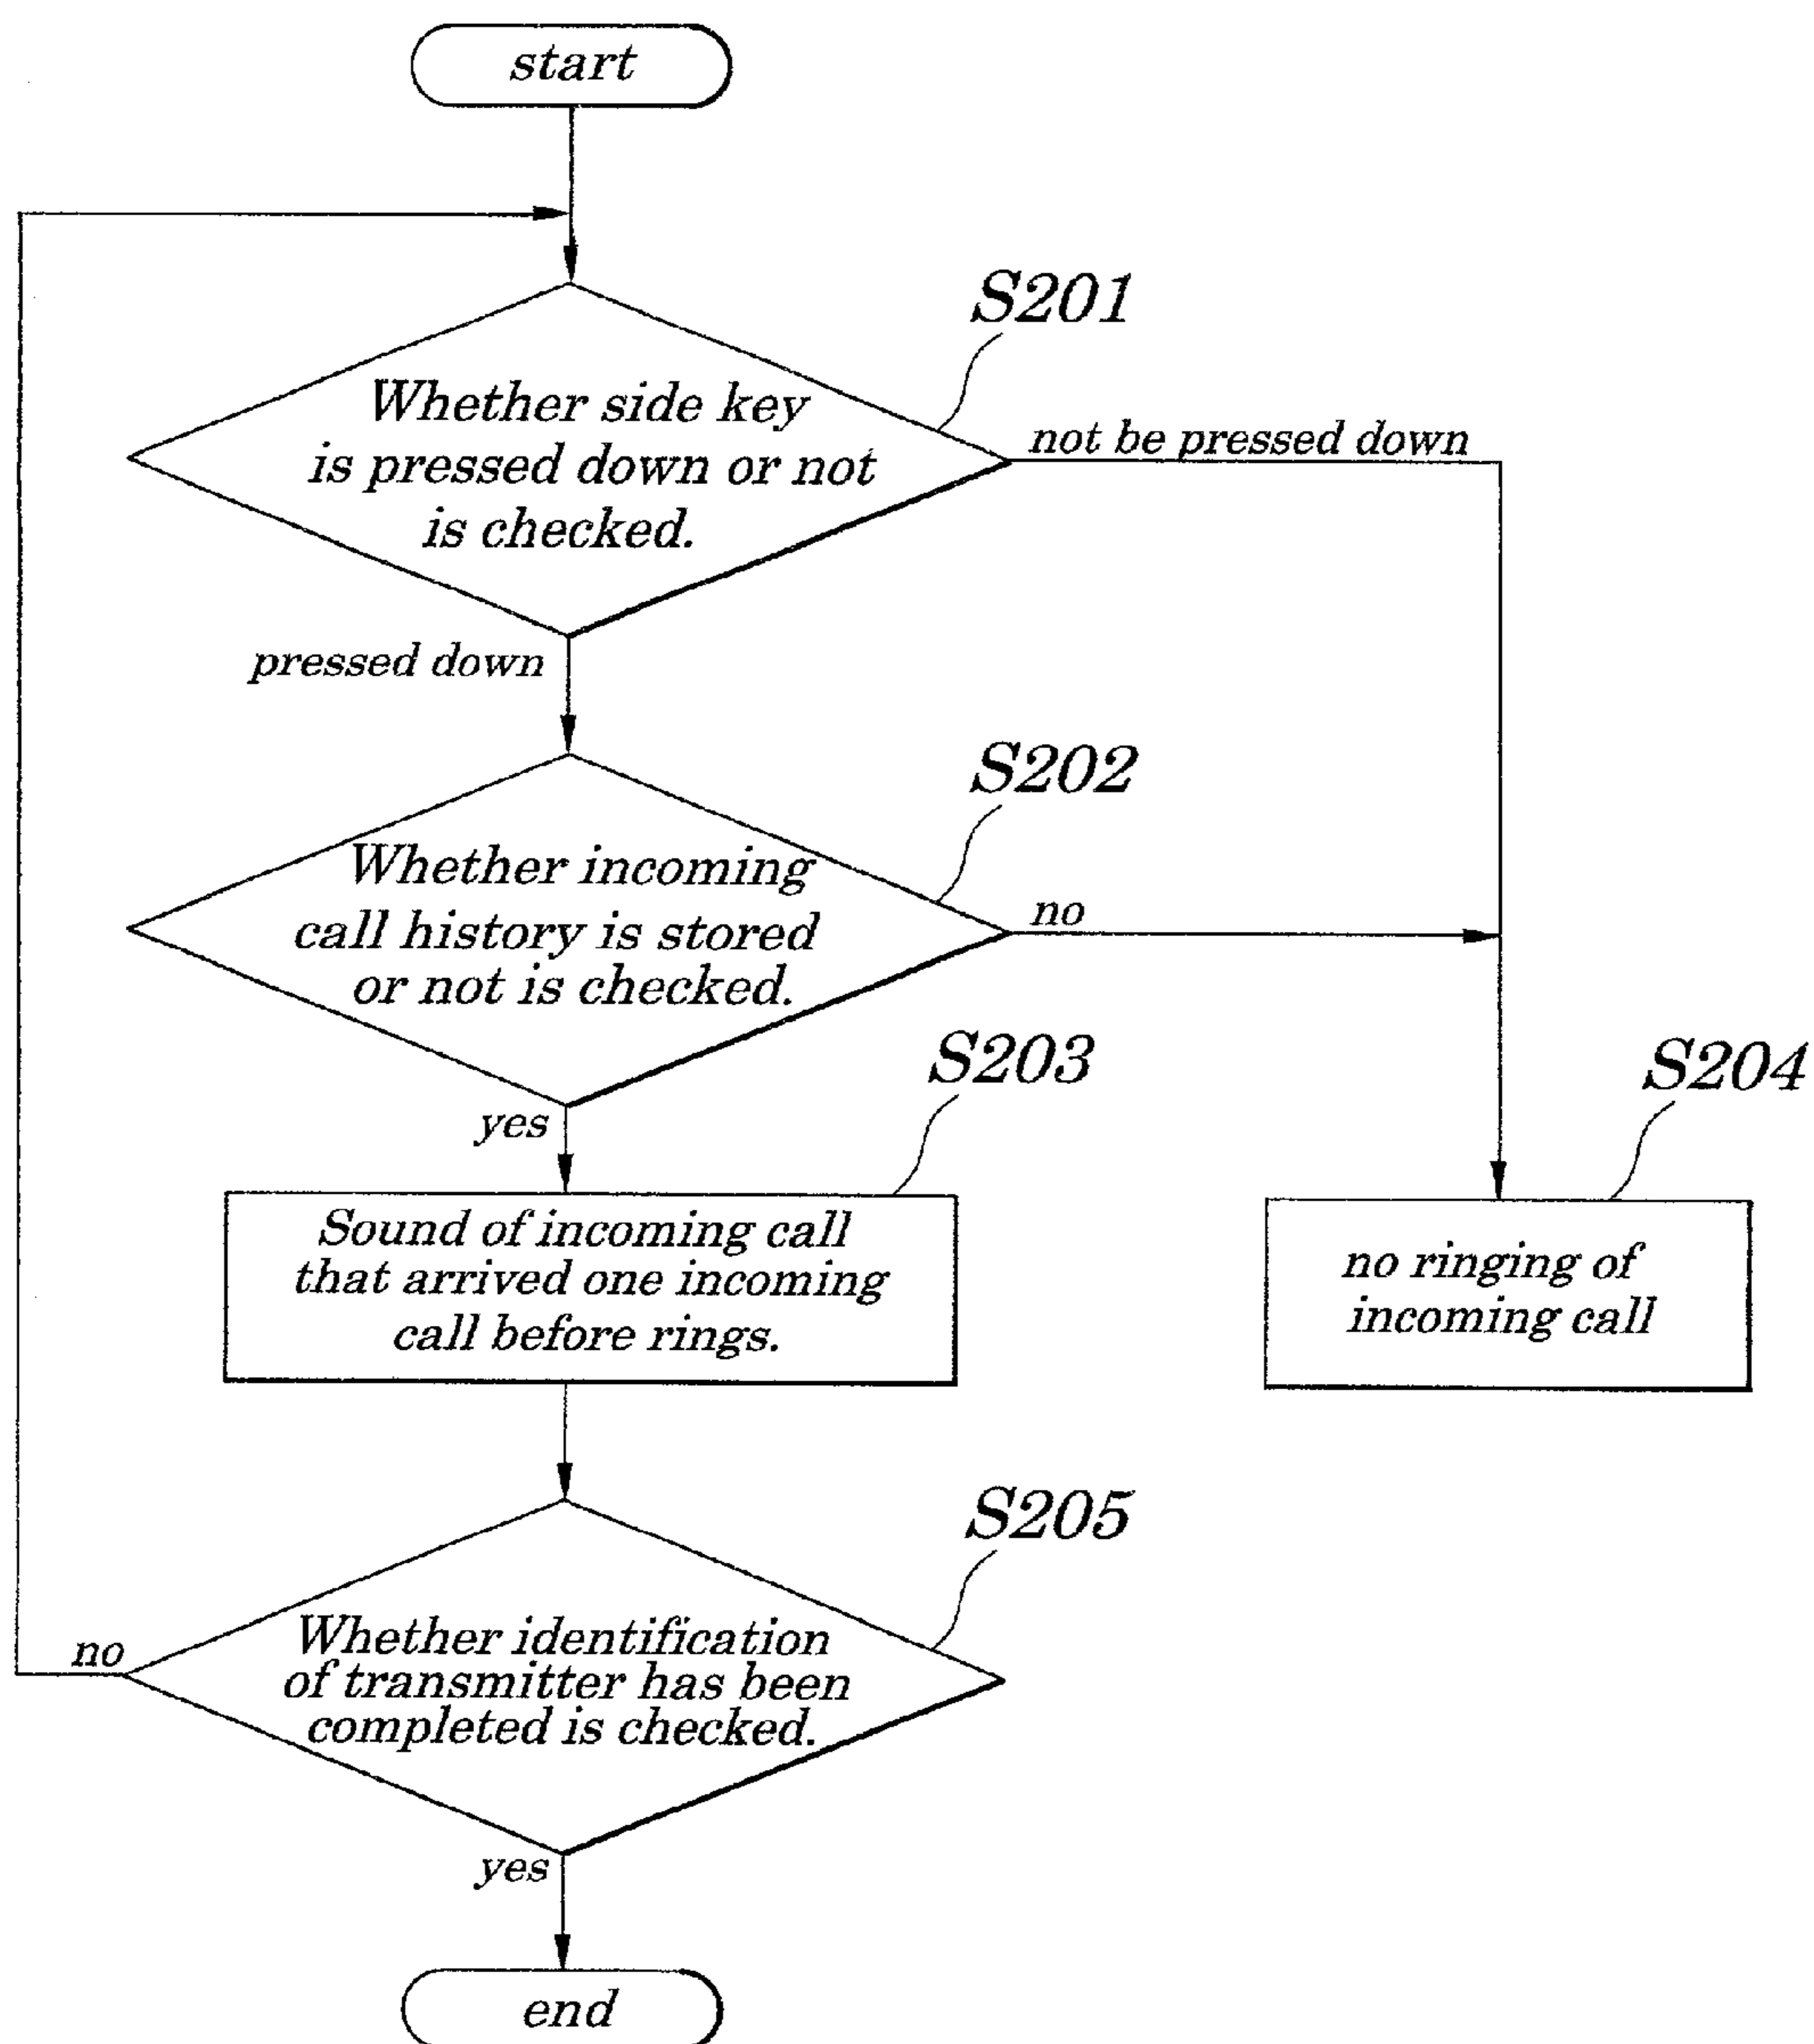 start
S201
Whether side key
is pressed down or not
is checked.
not be pressed down
pressed down
S202
Whether incoming
call history is stored
or not is checked.
no
yes
S203
Sound of incoming call
that arrived one incoming
call before rings.
S204
no ringing of
incoming call
S205
Whether identification
of transmitter has been
completed is checked.
no
yes
end